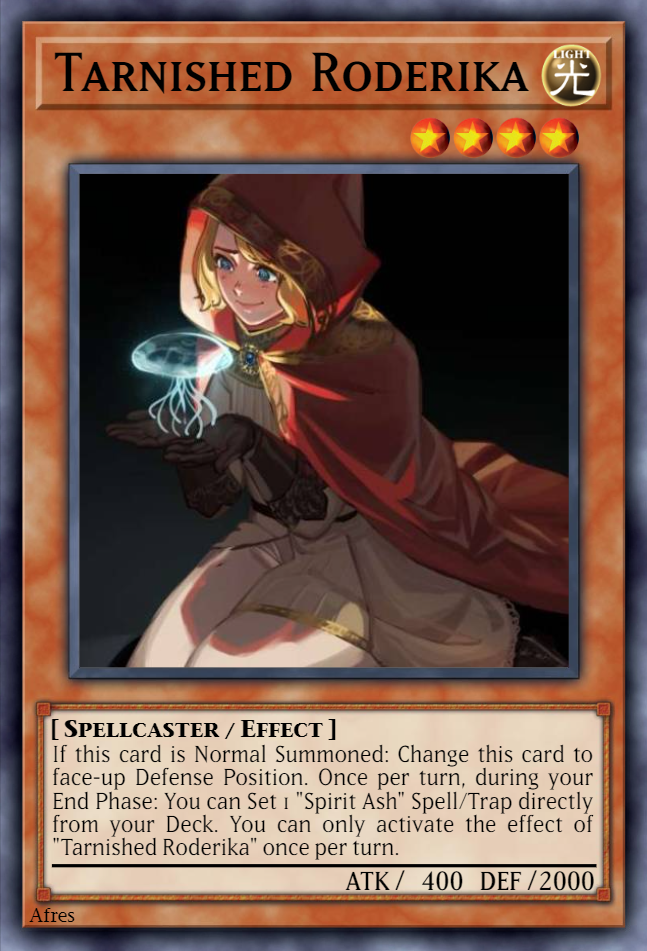 Tarnished Roderika
LIGHT
光
[ Spellcaster / Effect ]
If this card is Normal Summoned: Change this card to
face-up Defense Position. Once per turn, during your
End Phase: You can Set 1 "Spirit Ash" Spell/Trap directly
from your Deck. You can only activate the effect of
"Tarnished Roderika" once per turn.
ATK / 400 DEF /2000
Afres